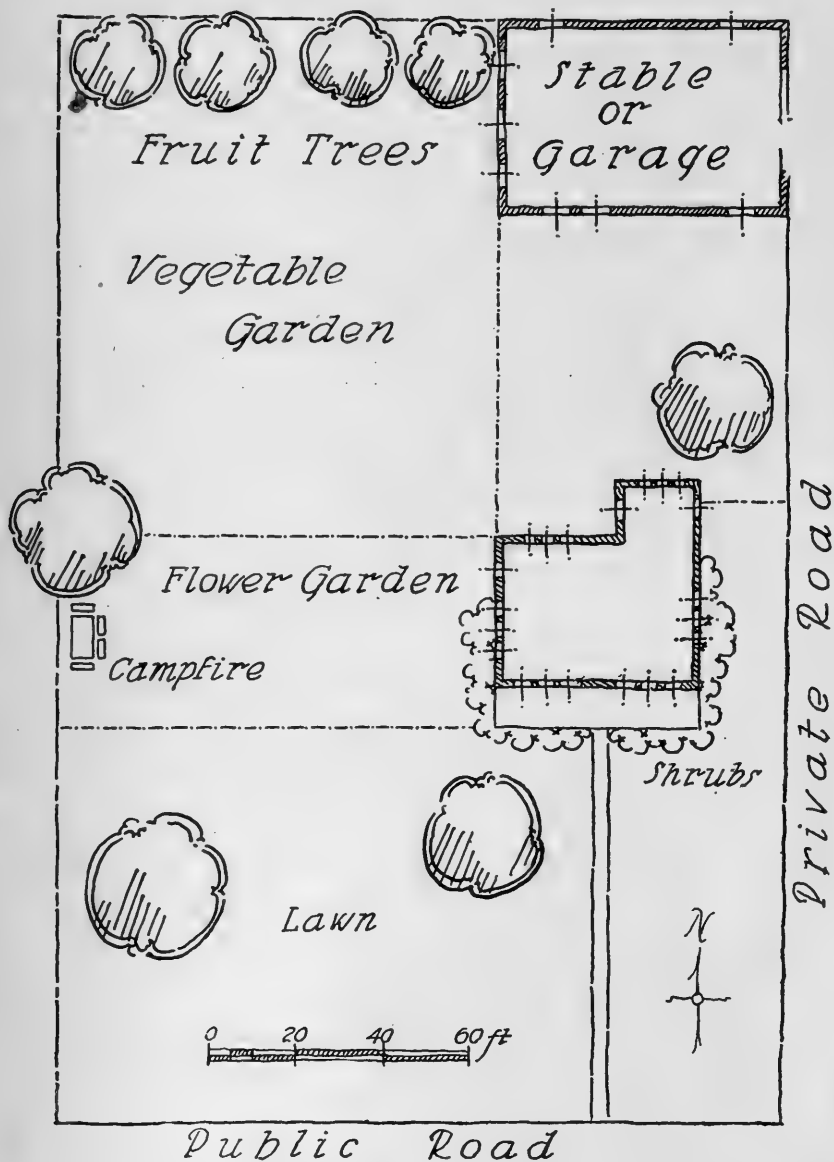 Stable
or
Garage
Fruit Trees
Vegetable
Garden
Flower Garden
Campfire
Shrubs
Private Road
Lawn
N
0 20 40 60 ft
Public Road